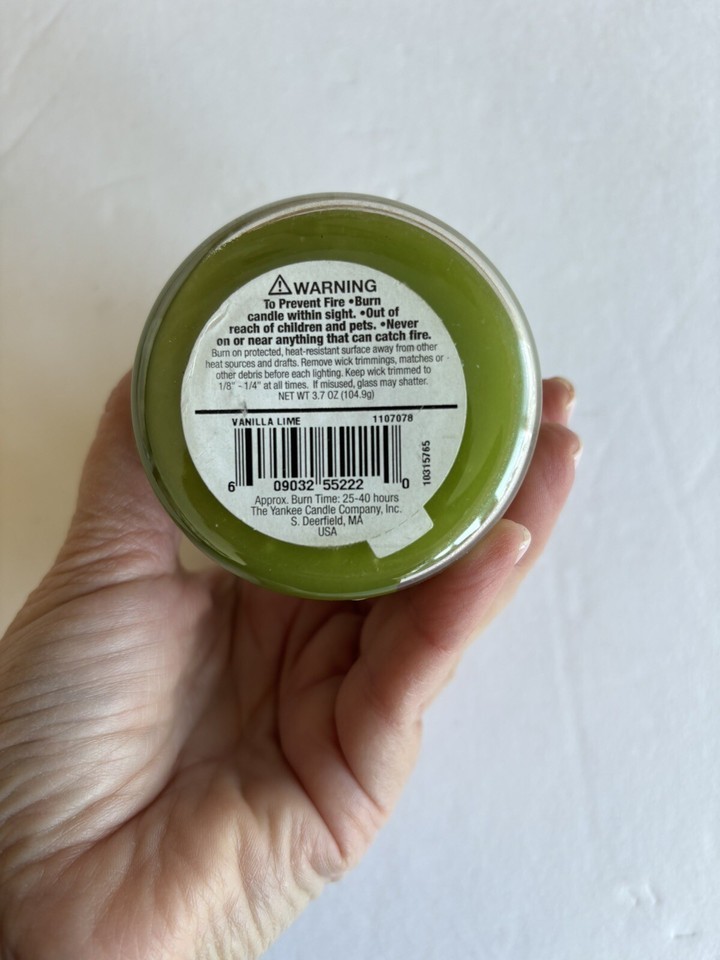 ⚠WARNING
To Prevent Fire •Burn
candle within sight. •Out of
reach of children and pets. •Never
on or near anything that can catch fire.
Burn on protected, heat-resistant surface away from other
heat sources and drafts. Remove wick trimmings, matches or
other debris before each lighting. Keep wick trimmed to
1/8" - 1/4" at all times. If misused, glass may shatter.
NET WT 3.7 OZ (104.9g)
VANILLA LIME 1107078
6 09032 55222 0
10315765
Approx. Burn Time: 25-40 hours
The Yankee Candle Company, Inc.
S. Deerfield, MA
USA